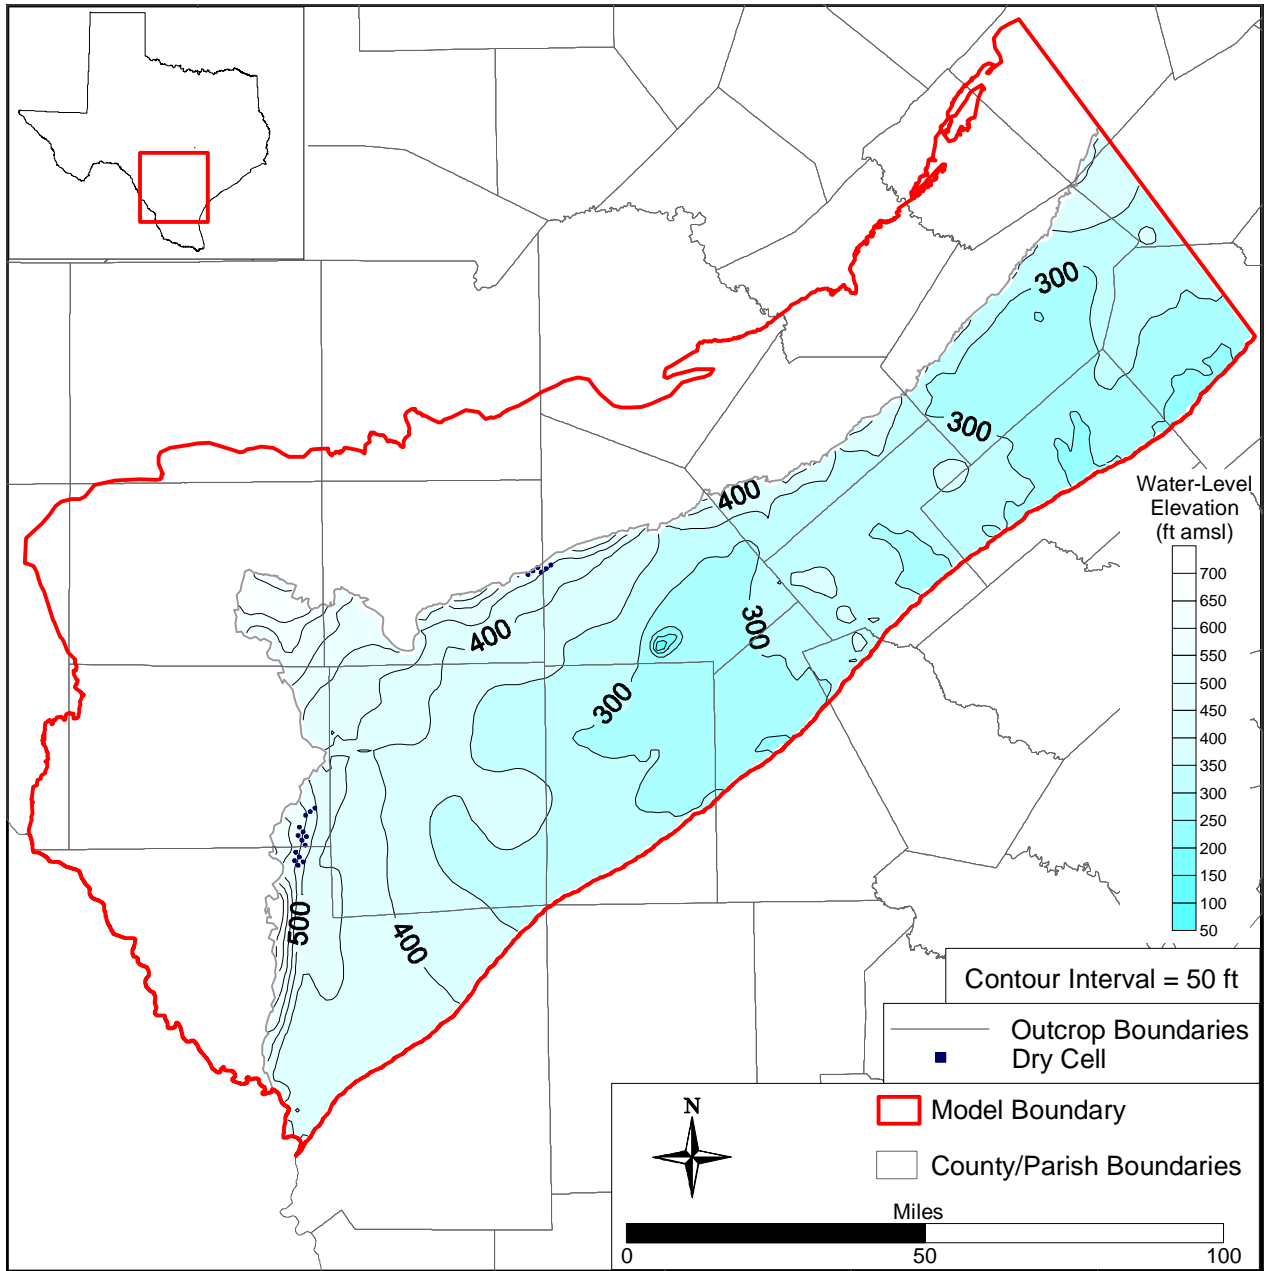 300
300
400
Water-Level
Elevation
(ft amsl)
700
650
600
550
500
450
400
350
300
250
200
150
100
50
400
300
300
500
400
Contour Interval = 50 ft
Outcrop Boundaries
Dry Cell
N
Model Boundary
County/Parish Boundaries
Miles
0 50 100